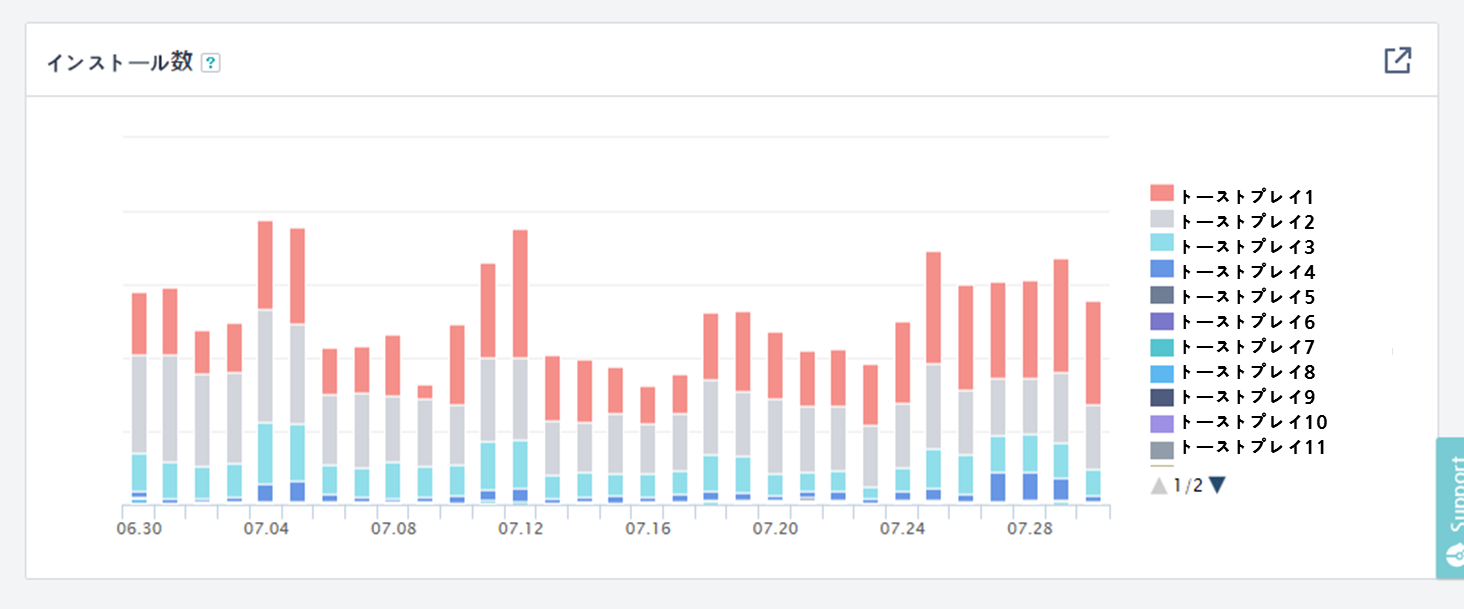 インストール数 ?
トーストプレイ1
トーストプレイ2
トーストプレイ3
トーストプレイ4
トーストプレイ5
トーストプレイ6
トーストプレイ7
トーストプレイ8
トーストプレイ9
トーストプレイ10
トーストプレイ11
1/2
06.30 07.04 07.08 07.12 07.16 07.20 07.24 07.28
Support